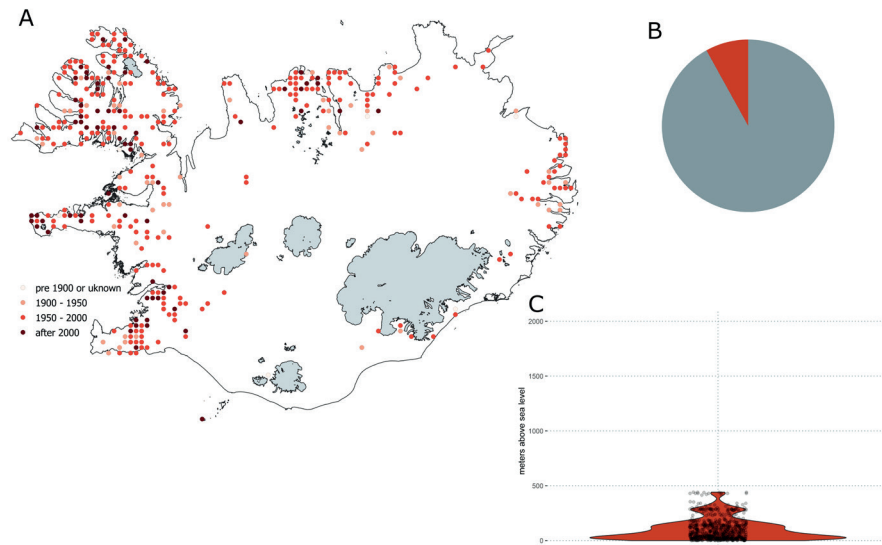 A
B
pre 1900 or uknown
1900 - 1950
1950 - 2000
after 2000
C
meters above sea level
2000
1500
1000
500
0